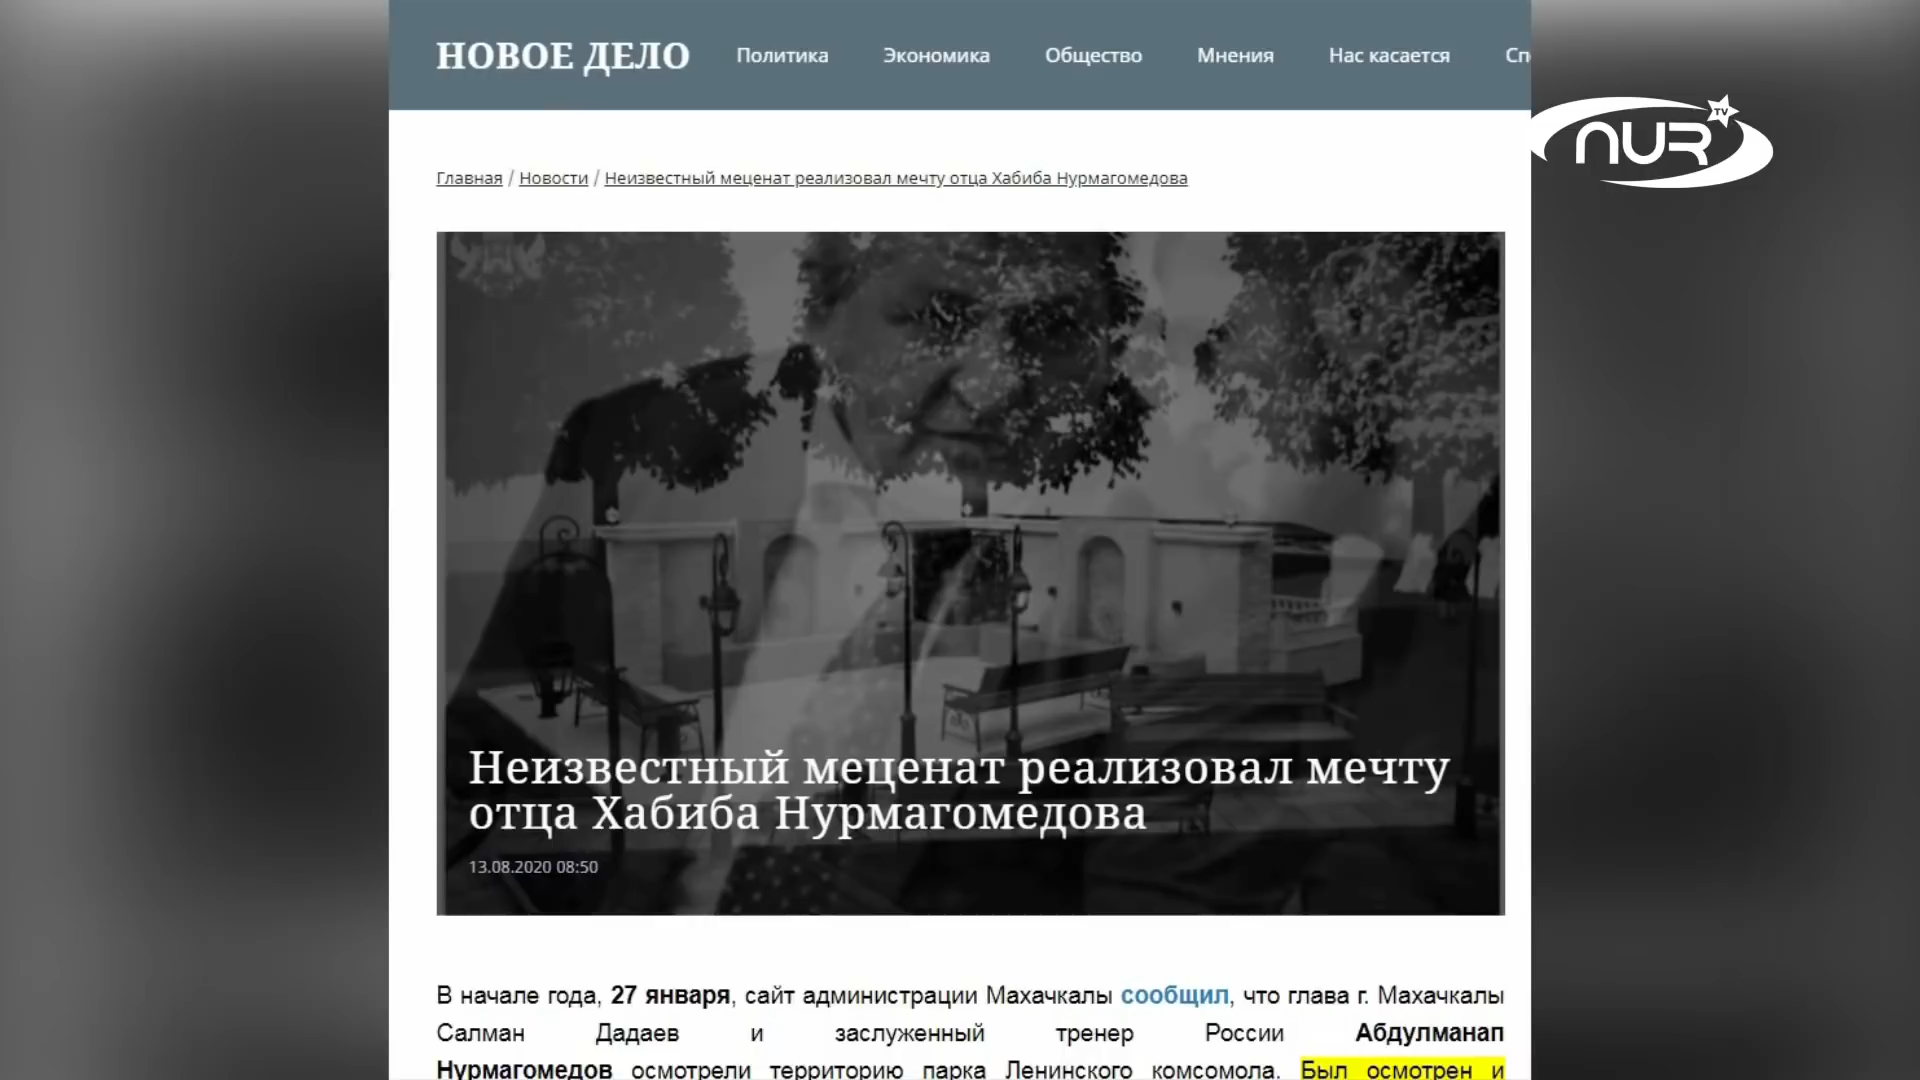 НОВОЕ ДЕЛО Политика Экономика Общество Мнения Нас касается Сп
NUR TV
Главная / Новости / Неизвестный меценат реализовал мечту отца Хабиба Нурмагомедова
Неизвестный меценат реализовал мечту
отца Хабиба Нурмагомедова
13.08.2020 08:50
В начале года, 27 января, сайт администрации Махачкалы сообщил, что глава г. Махачкалы
Салман Дадаев и заслуженный тренер России Абдулманап
Нурмагомедов осмотрели территорию парка Ленинского комсомола. Был осмотрен и